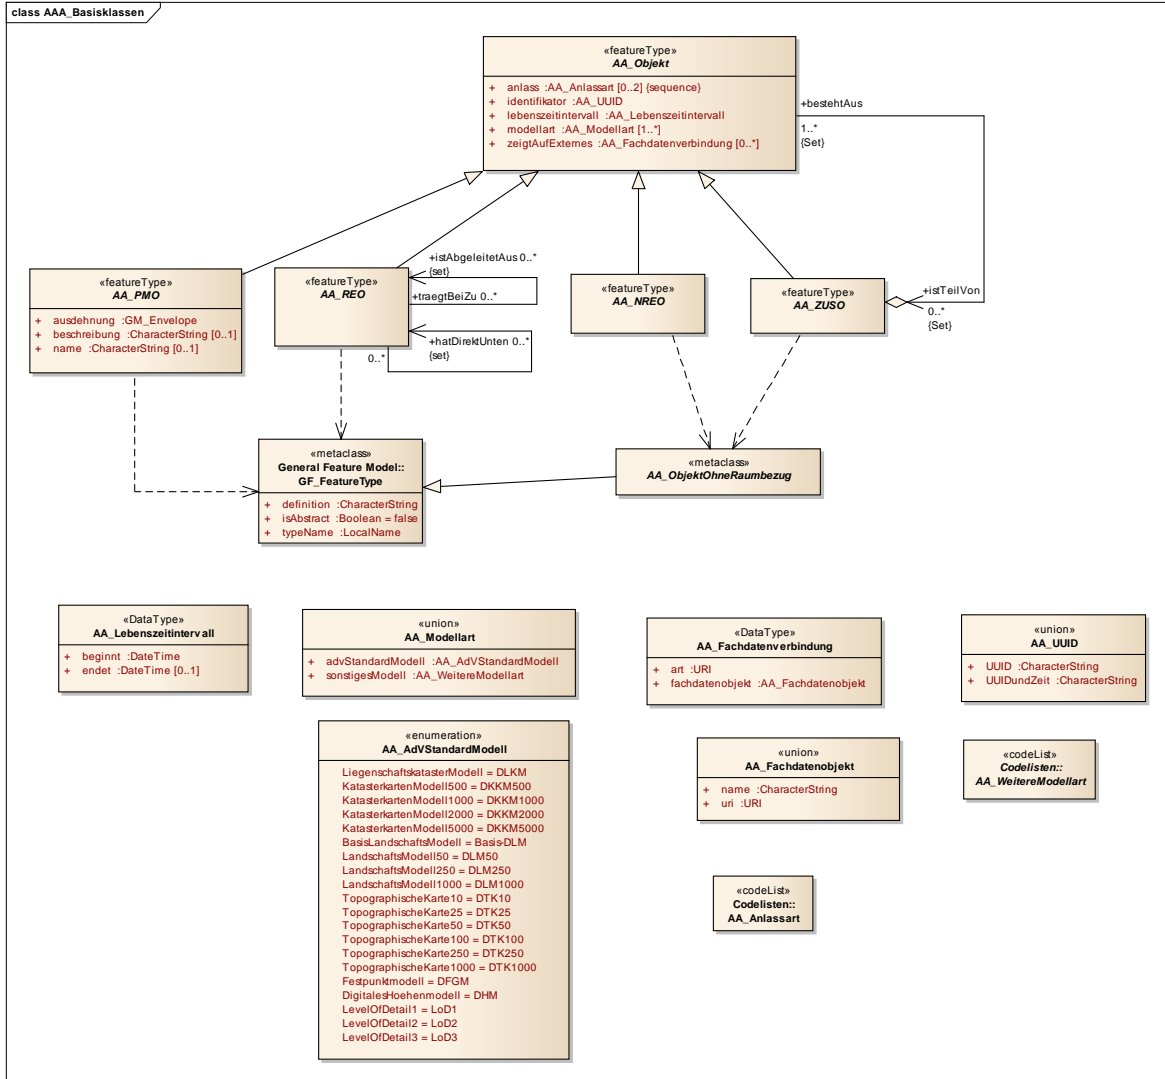 class AAA_Basisklassen
«featureType»
AA_Objekt
+ anlass :AA_Anlassart [0..2] {sequence}
+ identifikator :AA_UUID
+ lebenszeitintervall :AA_Lebenszeitintervall
+ modellart :AA_Modellart [1..*]
+ zeigtAufExternes :AA_Fachdatenverbindung [0..*]
+bestehtAus
1..*
{Set}
«featureType»
AA_PMO
+ ausdehnung :GM_Envelope
+ beschreibung :CharacterString [0..1]
+ name :CharacterString [0..1]
«featureType»
AA_REO
+istAbgeleitetAus 0..*
{set}
+traegtBeiZu 0..*
+hatDirektUnten 0..*
{set}
0..*
«featureType»
AA_NREO
«featureType»
AA_ZUSO
+istTeilVon
0..*
{Set}
«metaclass»
General Feature Model::
GF_FeatureType
+ definition :CharacterString
+ isAbstract :Boolean = false
+ typeName :LocalName
«metaclass»
AA_ObjektOhneRaumbezug
«DataType»
AA_Lebenszeitintervall
+ beginnt :DateTime
+ endet :DateTime [0..1]
«union»
AA_Modellart
+ advStandardModell :AA_AdVStandardModell
+ sonstigesModell :AA_WeitereModellart
«DataType»
AA_Fachdatenverbindung
+ art :URI
+ fachdatenobjekt :AA_Fachdatenobjekt
«union»
AA_UUID
+ UUID :CharacterString
+ UUIDundZeit :CharacterString
«enumeration»
AA_AdVStandardModell
LiegenschaftskatasterModell = DLKM
KatasterkartenModell500 = DKKM500
KatasterkartenModell1000 = DKKM1000
KatasterkartenModell2000 = DKKM2000
KatasterkartenModell5000 = DKKM5000
BasisLandschaftsModell = Basis-DLM
LandschaftsModell50 = DLM50
LandschaftsModell250 = DLM250
LandschaftsModell1000 = DLM1000
TopographischeKarte10 = DTK10
TopographischeKarte25 = DTK25
TopographischeKarte50 = DTK50
TopographischeKarte100 = DTK100
TopographischeKarte250 = DTK250
TopographischeKarte1000 = DTK1000
Festpunktmodell = DFGM
DigitalesHoehenmodell = DHM
LevelOfDetail1 = LoD1
LevelOfDetail2 = LoD2
LevelOfDetail3 = LoD3
«union»
AA_Fachdatenobjekt
+ name :CharacterString
+ uri :URI
«codeList»
Codelisten::
AA_WeitereModellart
«codeList»
Codelisten::
AA_Anlassart